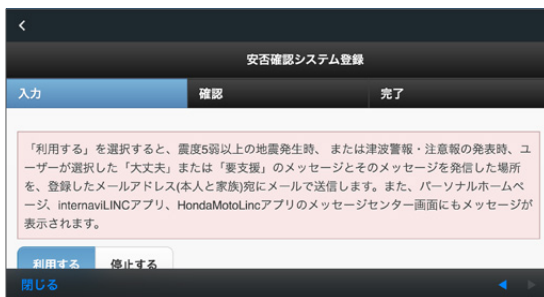 安否確認システム登録
入力 確認 完了
「利用する」を選択すると、震度5弱以上の地震発生時、 または津波警報・注意報の発表時、ユ
ーザーが選択した「大丈夫」または「要支援」のメッセージとそのメッセージを発信した場所
を、登録したメールアドレス(本人と家族)宛にメールで送信します。また、パーソナルホームペ
ージ、internaviLINCアプリ、HondaMotoLincアプリのメッセージセンター画面にもメッセージが
表示されます。
利用する 停止する
閉じる